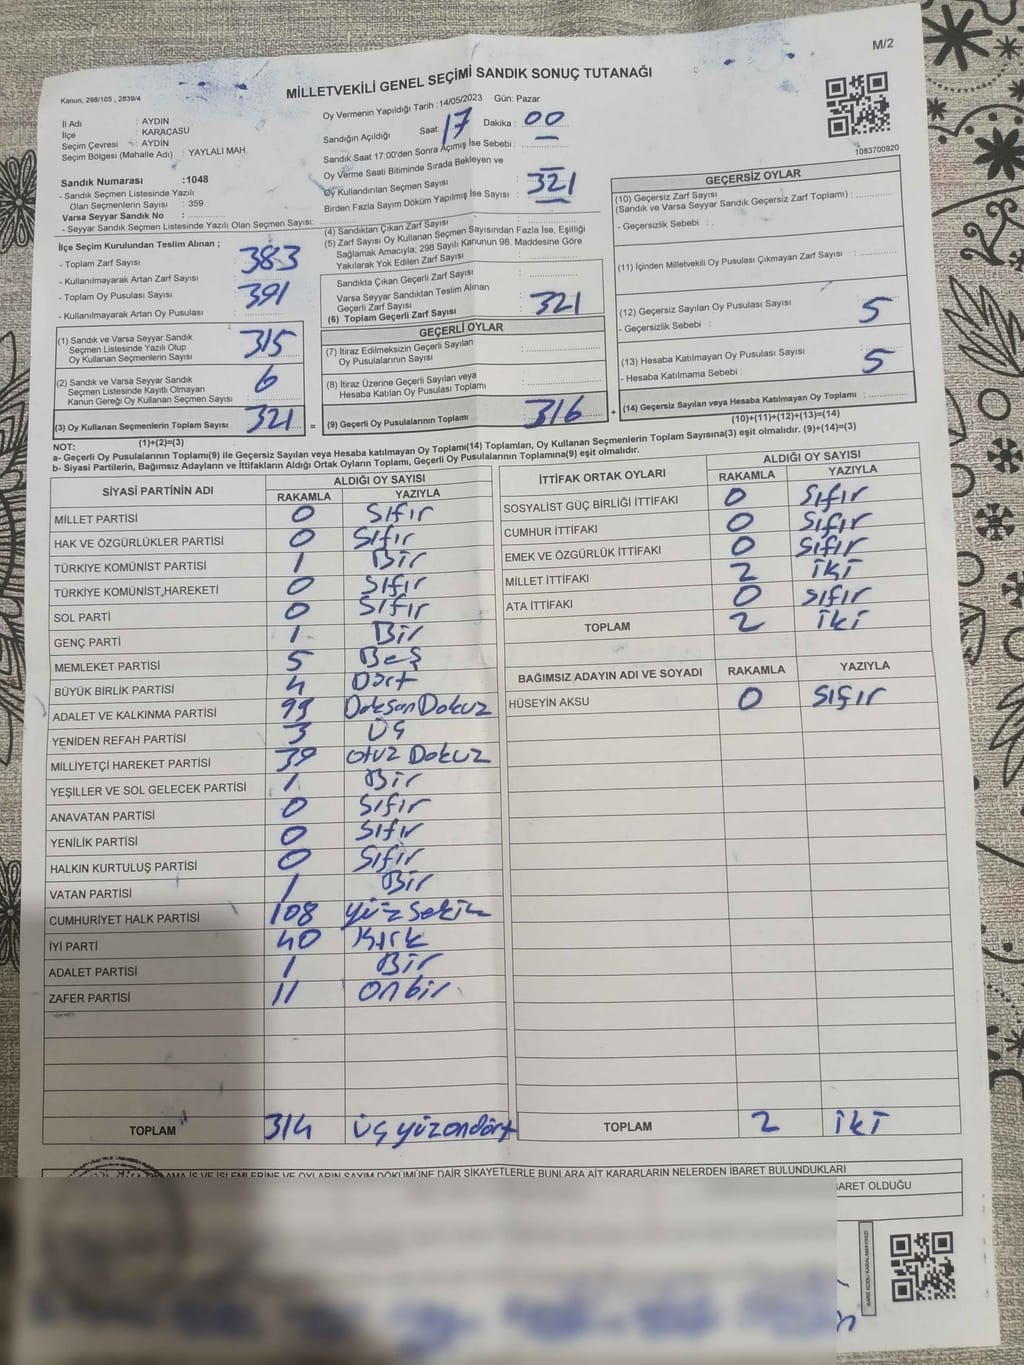 M/2
Kanun, 298/105 , 2839/4
MİLLETVEKİLİ GENEL SEÇİMİ SANDIK SONUÇ TUTANAĞI
İl Adı : AYDIN
İlçe : KARACASU
Seçim Çevresi : AYDIN
Seçim Bölgesi (Mahalle Adı) : YAYLALI MAH.
Sandık Numarası :1048
- Sandık Seçmen Listesinde Yazılı
Olan Seçmenlerin Sayısı : 359
Varsa Seyyar Sandık No :
- Seyyar Sandık Seçmen Listesinde Yazılı Olan Seçmen Sayısı:
Oy Vermenin Yapıldığı Tarih :14/05/2023 Gün: Pazar
Sandığın Açıldığı Saat: 17 Dakika : 00
Sandık Saat 17:00'den Sonra Açımış İse Sebebi : —
Oy Verme Saati Bitiminde Sırada Bekleyen ve
Oy Kullandırılan Seçmen Sayısı : 321
Birden Fazla Sayım Döküm Yapılmış İse Sayısı : —
1083700920
İlçe Seçim Kurulundan Teslim Alınan ;
- Toplam Zarf Sayısı : 383
- Kullanılmayarak Artan Zarf Sayısı :
- Toplam Oy Pusulası Sayısı : 391
- Kullanılmayarak Artan Oy Pusulası :
(1) Sandık ve Varsa Seyyar Sandık
Seçmen Listesinde Yazılı Olup
Oy Kullanan Seçmenlerin Sayısı : 315
(2) Sandık ve Varsa Seyyar Sandık
Seçmen Listesinde Kayıtlı Olmayan
Kanun Gereği Oy Kullanan Seçmen Sayısı : 6
(3) Oy Kullanan Seçmenlerin Toplam Sayısı : 321
(1)+(2)=(3)
(4) Sandıktan Çıkan Zarf Sayısı :
(5) Zarf Sayısı Oy Kullanan Seçmen Sayısından Fazla İse, Eşitliği
Sağlamak Amacıyla; 298 Sayılı Kanunun 98. Maddesine Göre
Yakılarak Yok Edilen Zarf Sayısı :
Sandıkta Çıkan Geçerli Zarf Sayısı :
Varsa Seyyar Sandıktan Teslim Alınan
Geçerli Zarf Sayısı :
(6) Toplam Geçerli Zarf Sayısı : 321
GEÇERLİ OYLAR
(7) İtiraz Edilmeksizin Geçerli Sayılan
Oy Pusulalarının Sayısı :
(8) İtiraz Üzerine Geçerli Sayılan veya
Hesaba Katılan Oy Pusulası Toplamı :
= (9) Geçerli Oy Pusulalarının Toplamı : 316 +
GEÇERSİZ OYLAR
(10) Geçersiz Zarf Sayısı
(Sandık ve Varsa Seyyar Sandık Geçersiz Zarf Toplamı) :
- Geçersizlik Sebebi :
(11) İçinden Milletvekili Oy Pusulası Çıkmayan Zarf Sayısı :
(12) Geçersiz Sayılan Oy Pusulası Sayısı : 5
- Geçersizlik Sebebi :
(13) Hesaba Katılmayan Oy Pusulası Sayısı : 5
- Hesaba Katılmama Sebebi :
(14) Geçersiz Sayılan veya Hesaba Katılmayan Oy Toplamı :
(10)+(11)+(12)+(13)=(14)
NOT:
a- Geçerli Oy Pusulalarının Toplamı(9) ile Geçersiz Sayılan veya Hesaba Katılmayan Oy Toplamı(14) Toplamları, Oy Kullanan Seçmenlerin Toplam Sayısına(3) eşit olmalıdır. (9)+(14)=(3)
b- Siyasi Partilerin, Bağımsız Adayların ve İttifakların Aldığı Ortak Oyların Toplamı, Geçerli Oy Pusulalarının Toplamına(9) eşit olmalıdır.
SİYASİ PARTİNİN ADI ALDIĞI OY SAYISI
RAKAMLA YAZIYLA
MİLLET PARTİSİ 0 Sıfır
HAK VE ÖZGÜRLÜKLER PARTİSİ 0 Sıfır
TÜRKİYE KOMÜNİST PARTİSİ 1 Bir
TÜRKİYE KOMÜNİST HAREKETİ 0 Sıfır
SOL PARTİ 0 Sıfır
GENÇ PARTİ 1 Bir
MEMLEKET PARTİSİ 5 Beş
BÜYÜK BİRLİK PARTİSİ 4 Dört
ADALET VE KALKINMA PARTİSİ 99 Doksan Dokuz
YENİDEN REFAH PARTİSİ 3 Üç
MİLLİYETÇİ HAREKET PARTİSİ 39 Otuz Dokuz
YEŞİLLER VE SOL GELECEK PARTİSİ 1 Bir
ANAVATAN PARTİSİ 0 Sıfır
YENİLİK PARTİSİ 0 Sıfır
HALKIN KURTULUŞ PARTİSİ 0 Sıfır
VATAN PARTİSİ 1 Bir
CUMHURİYET HALK PARTİSİ 108 Yüz Sekiz
İYİ PARTİ 40 Kırk
ADALET PARTİSİ 1 Bir
ZAFER PARTİSİ 11 On bir
TOPLAM 314 üç yüz on dört
İTTİFAK ORTAK OYLARI ALDIĞI OY SAYISI
RAKAMLA YAZIYLA
SOSYALİST GÜÇ BİRLİĞİ İTTİFAKI 0 Sıfır
CUMHUR İTTİFAKI 0 Sıfır
EMEK VE ÖZGÜRLÜK İTTİFAKI 0 Sıfır
MİLLET İTTİFAKI 2 iki
ATA İTTİFAKI 0 Sıfır
TOPLAM 2 iki
BAĞIMSIZ ADAYIN ADI VE SOYADI RAKAMLA YAZIYLA
HÜSEYİN AKSU 0 Sıfır
TOPLAM 2 iki
AMA İŞ VE İŞLEMLERİNE VE OYLARIN SAYIM DÖKÜMÜNE DAİR ŞİKAYETLERLE BUNLARA AİT KARARLARIN NELERDEN İBARET BULUNDUKLARI
BARET OLDUĞU
KARE KODU KARALAMAYINIZ